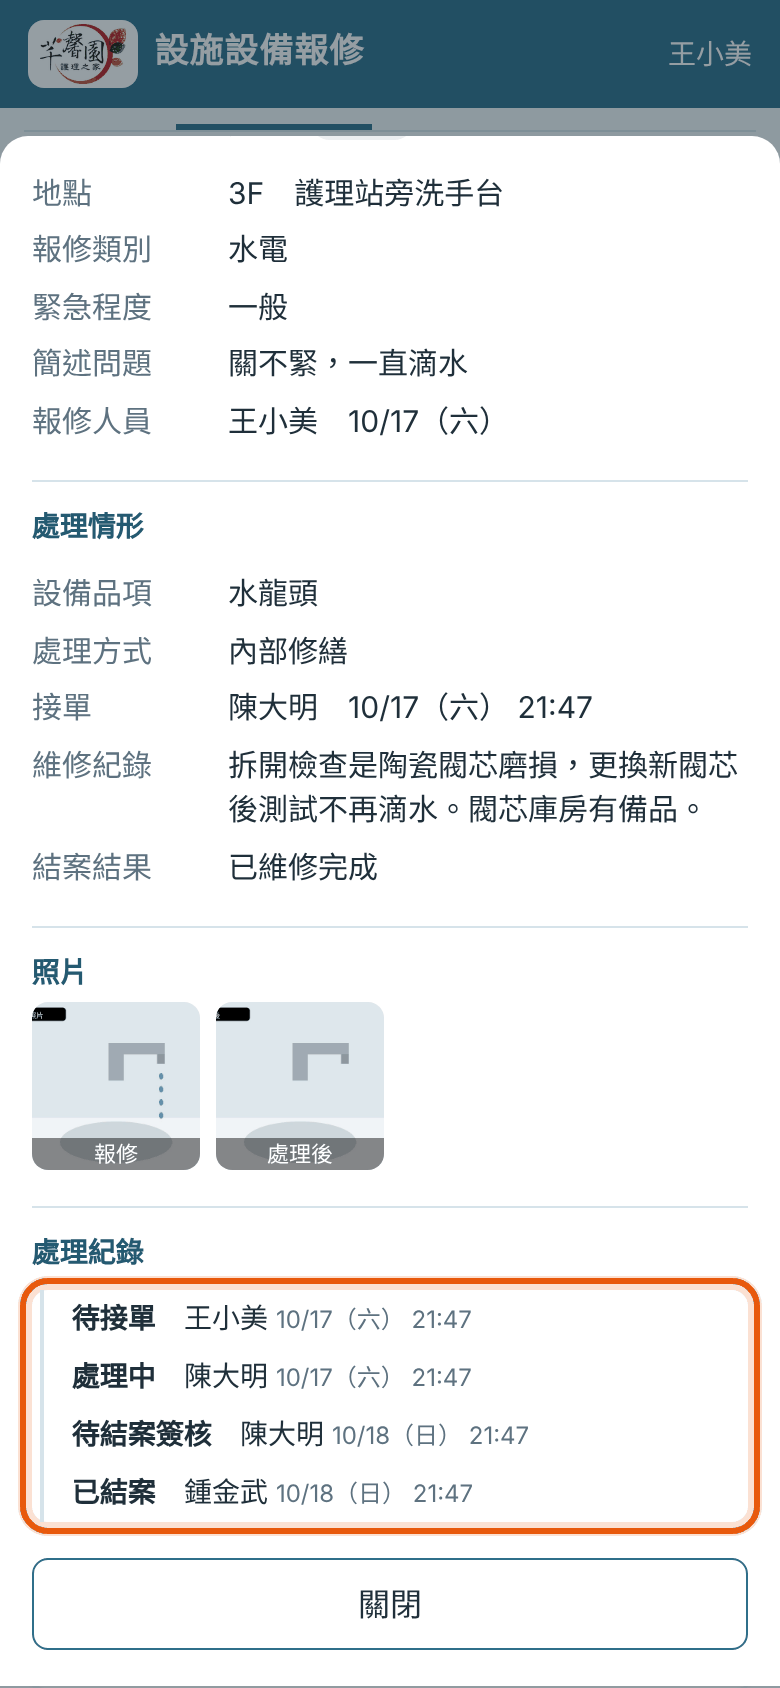 芊馨園
護理之家
設施設備報修
王小美
地點 3F 護理站旁洗手台
報修類別 水電
緊急程度 一般
簡述問題 關不緊，一直滴水
報修人員 王小美 10/17（六）
處理情形
設備品項 水龍頭
處理方式 內部修繕
接單 陳大明 10/17（六） 21:47
維修紀錄 拆開檢查是陶瓷閥芯磨損，更換新閥芯
後測試不再滴水。閥芯庫房有備品。
結案結果 已維修完成
照片
報修
處理後
處理紀錄
待接單 王小美 10/17（六） 21:47
處理中 陳大明 10/17（六） 21:47
待結案簽核 陳大明 10/18（日） 21:47
已結案 鍾金武 10/18（日） 21:47
關閉